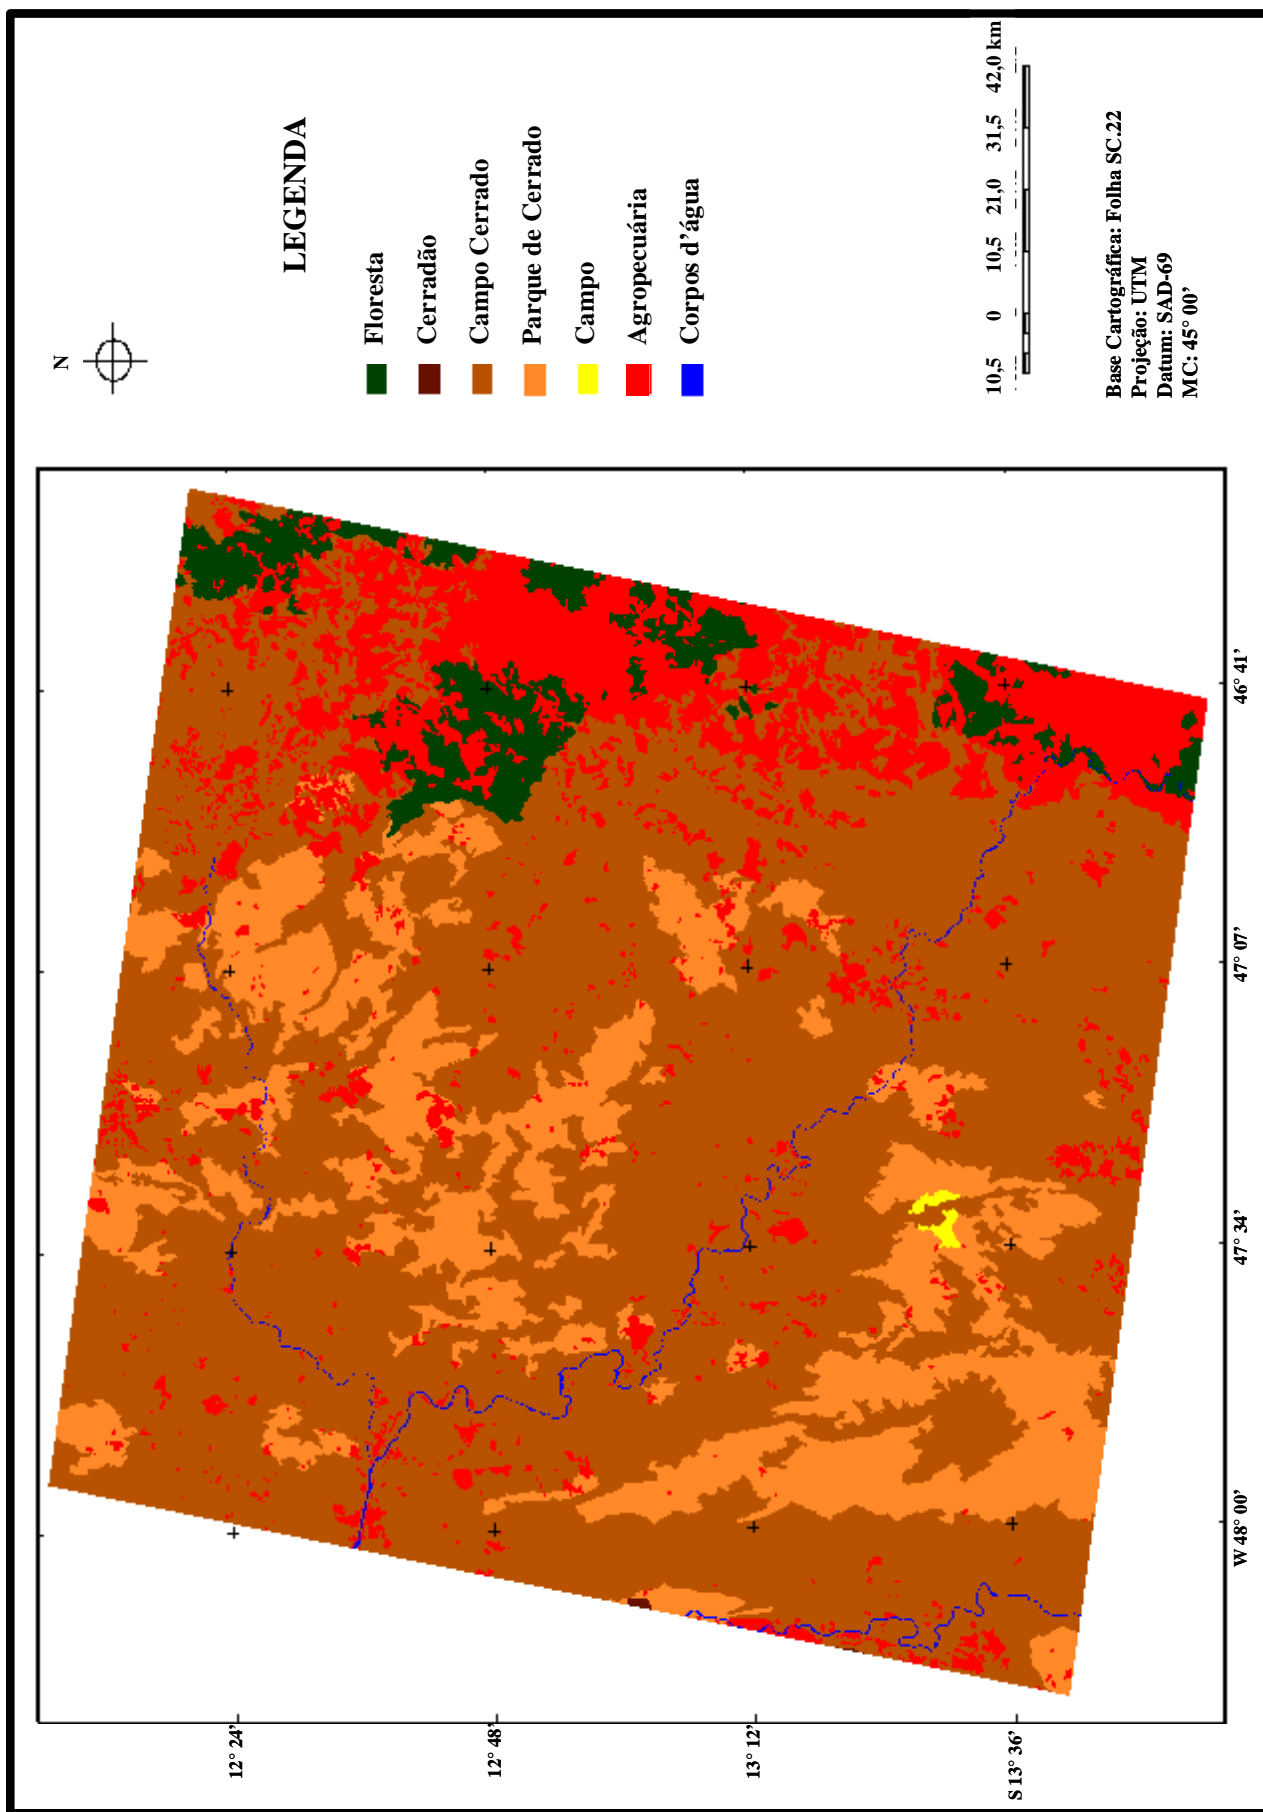 N
LEGENDA
Floresta
Cerradão
Campo Cerrado
Parque de Cerrado
Campo
Agropecuária
Corpos d’água
10,5 0 10,5 21,0 31,5 42,0 km
Base Cartográfica: Folha SC.22
Projeção: UTM
Datum: SAD-69
MC: 45° 00’
12° 24’
12° 48’
13° 12’
S 13° 36’
W 48° 00’
47° 34’
47° 07’
46° 41’